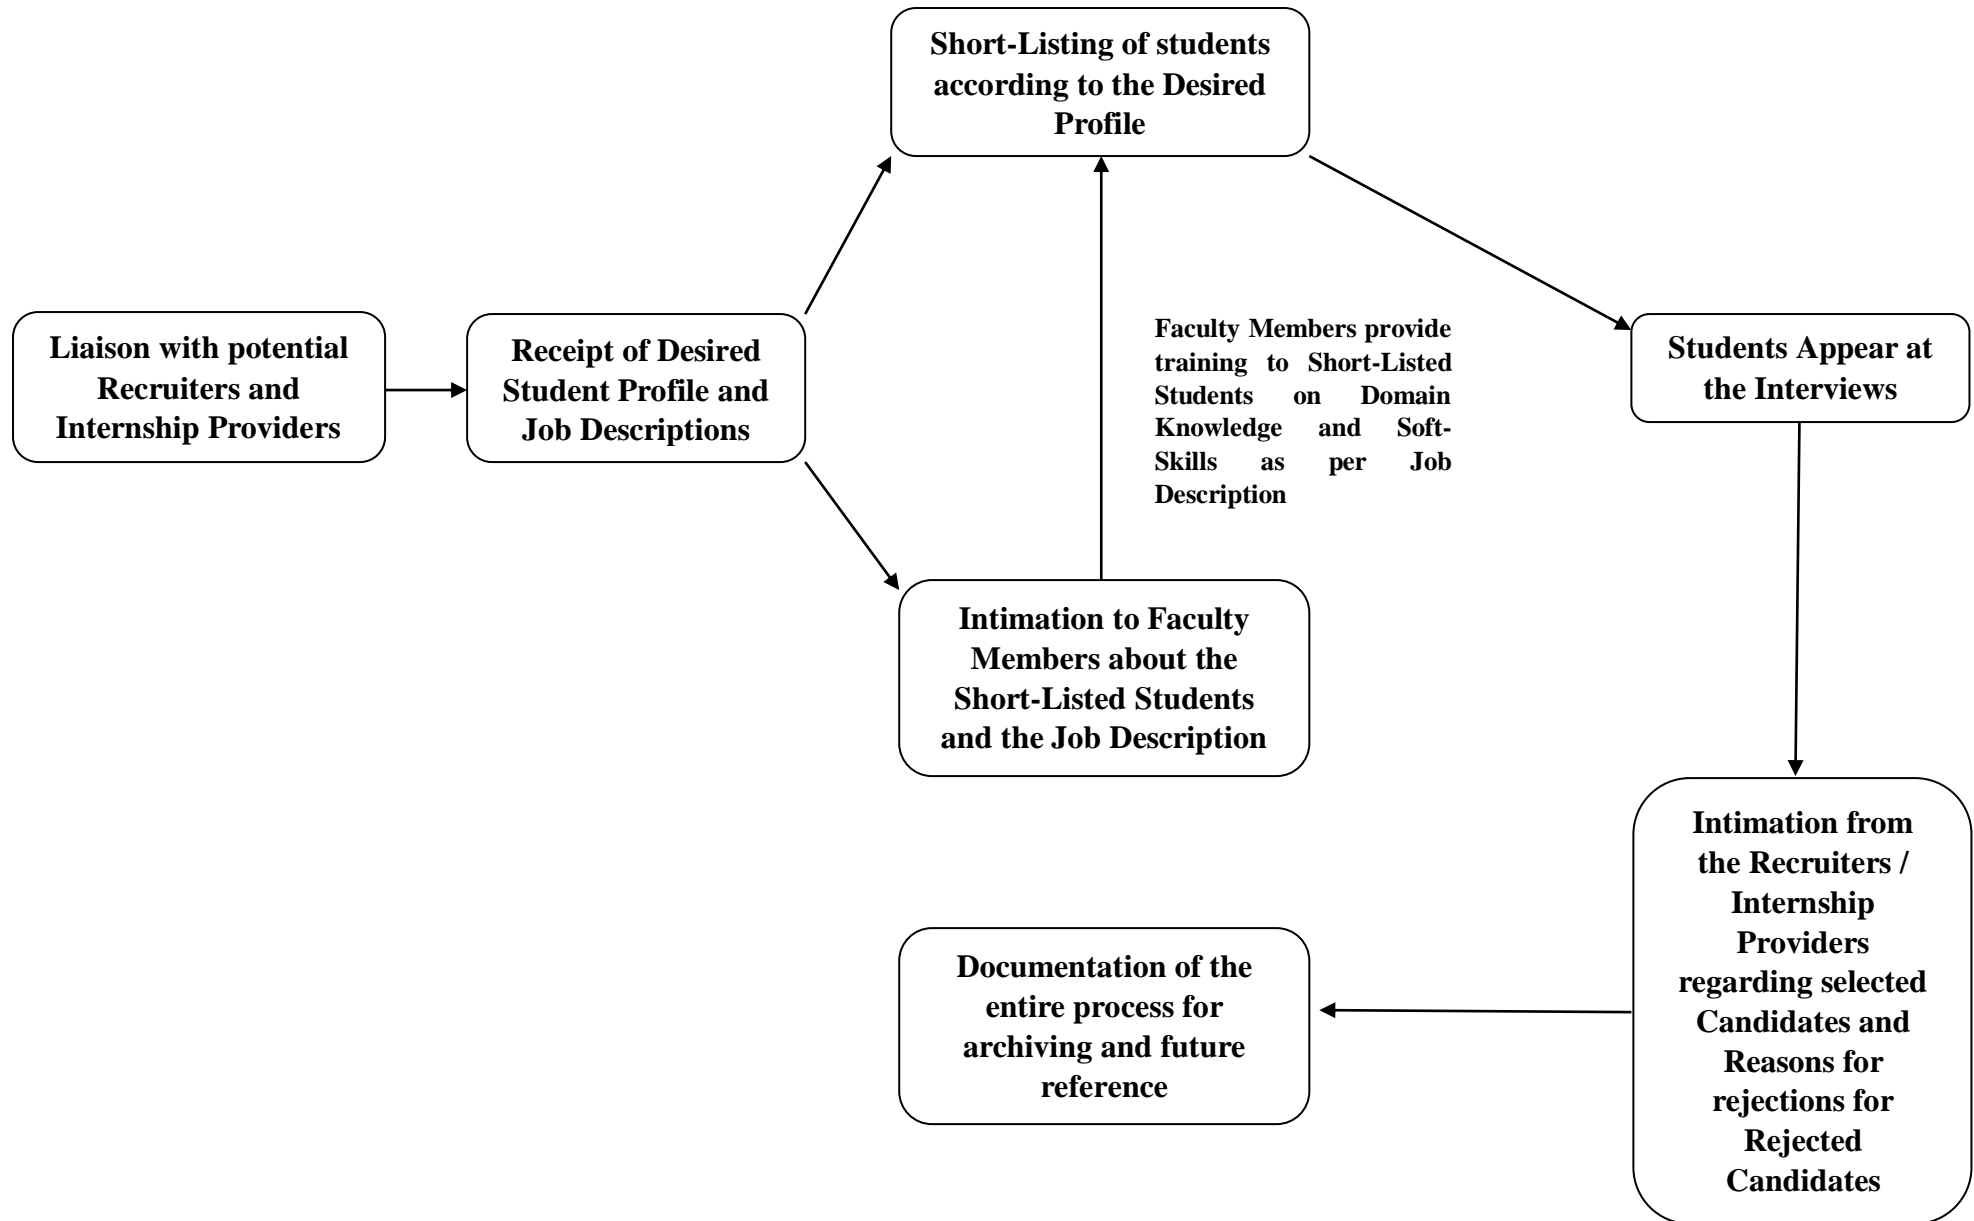 Short-Listing of students
according to the Desired
Profile
Liaison with potential
Recruiters and
Internship Providers
Receipt of Desired
Student Profile and
Job Descriptions
Faculty Members provide
training to Short-Listed
Students on Domain
Knowledge and Soft-
Skills as per Job
Description
Students Appear at
the Interviews
Intimation to Faculty
Members about the
Short-Listed Students
and the Job Description
Intimation from
the Recruiters /
Internship
Providers
regarding selected
Candidates and
Reasons for
rejections for
Rejected
Candidates
Documentation of the
entire process for
archiving and future
reference